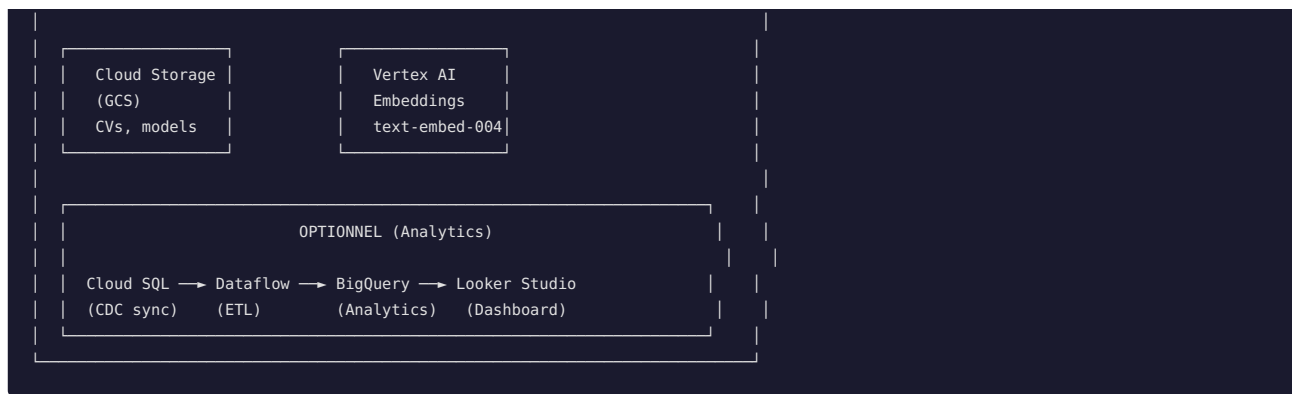 Cloud Storage Vertex AI
(GCS) Embeddings
CVs, models text-embed-004
OPTIONNEL (Analytics)
Cloud SQL ──► Dataflow ──► BigQuery ──► Looker Studio
(CDC sync) (ETL) (Analytics) (Dashboard)